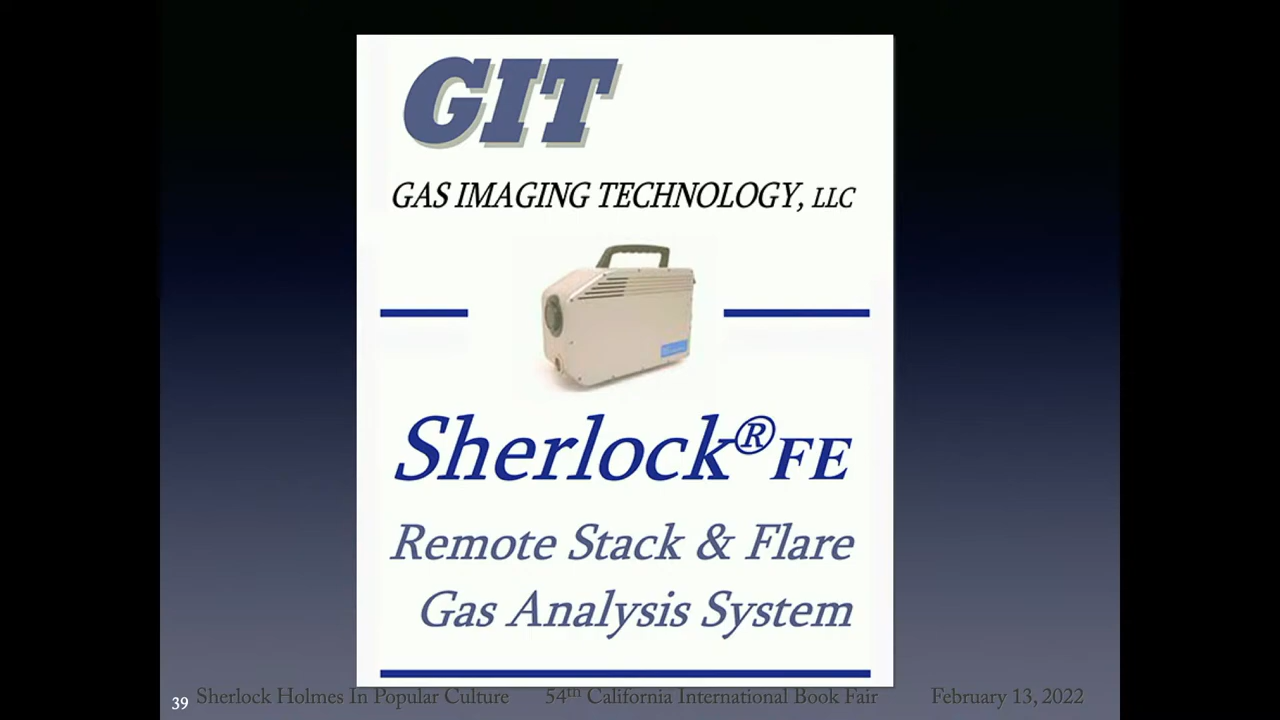 GIT
GAS IMAGING TECHNOLOGY, LLC
Sherlock® FE
Remote Stack & Flare
Gas Analysis System
39 Sherlock Holmes In Popular Culture 54th California International Book Fair February 13, 2022